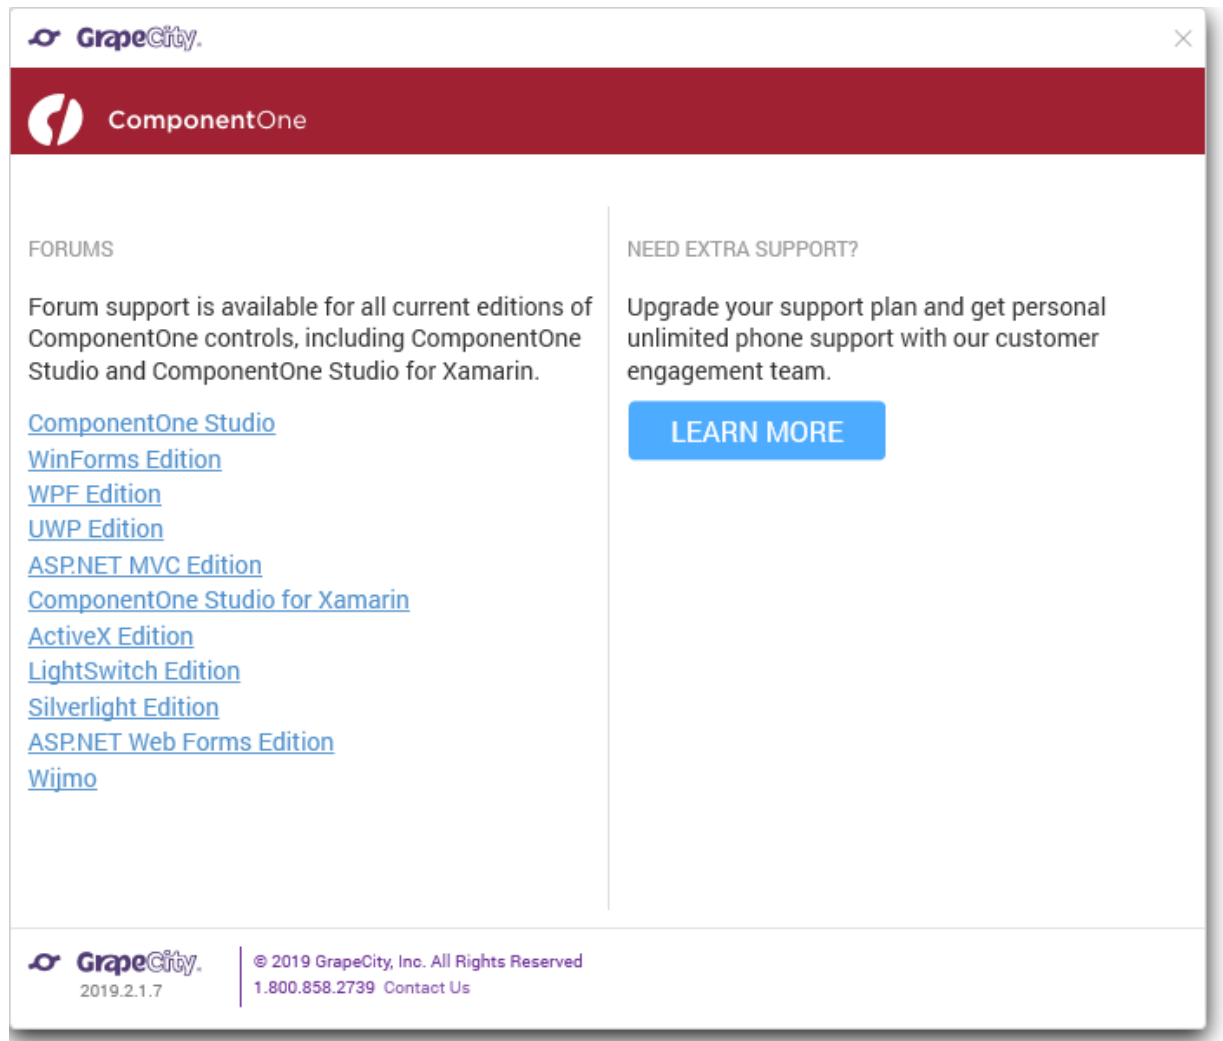 GrapeCity.
ComponentOne
FORUMS
Forum support is available for all current editions of
ComponentOne controls, including ComponentOne
Studio and ComponentOne Studio for Xamarin.
ComponentOne Studio
WinForms Edition
WPF Edition
UWP Edition
ASP.NET MVC Edition
ComponentOne Studio for Xamarin
ActiveX Edition
LightSwitch Edition
Silverlight Edition
ASP.NET Web Forms Edition
Wijmo
NEED EXTRA SUPPORT?
Upgrade your support plan and get personal
unlimited phone support with our customer
engagement team.
LEARN MORE
GrapeCity.
2019.2.1.7
© 2019 GrapeCity, Inc. All Rights Reserved
1.800.858.2739 Contact Us